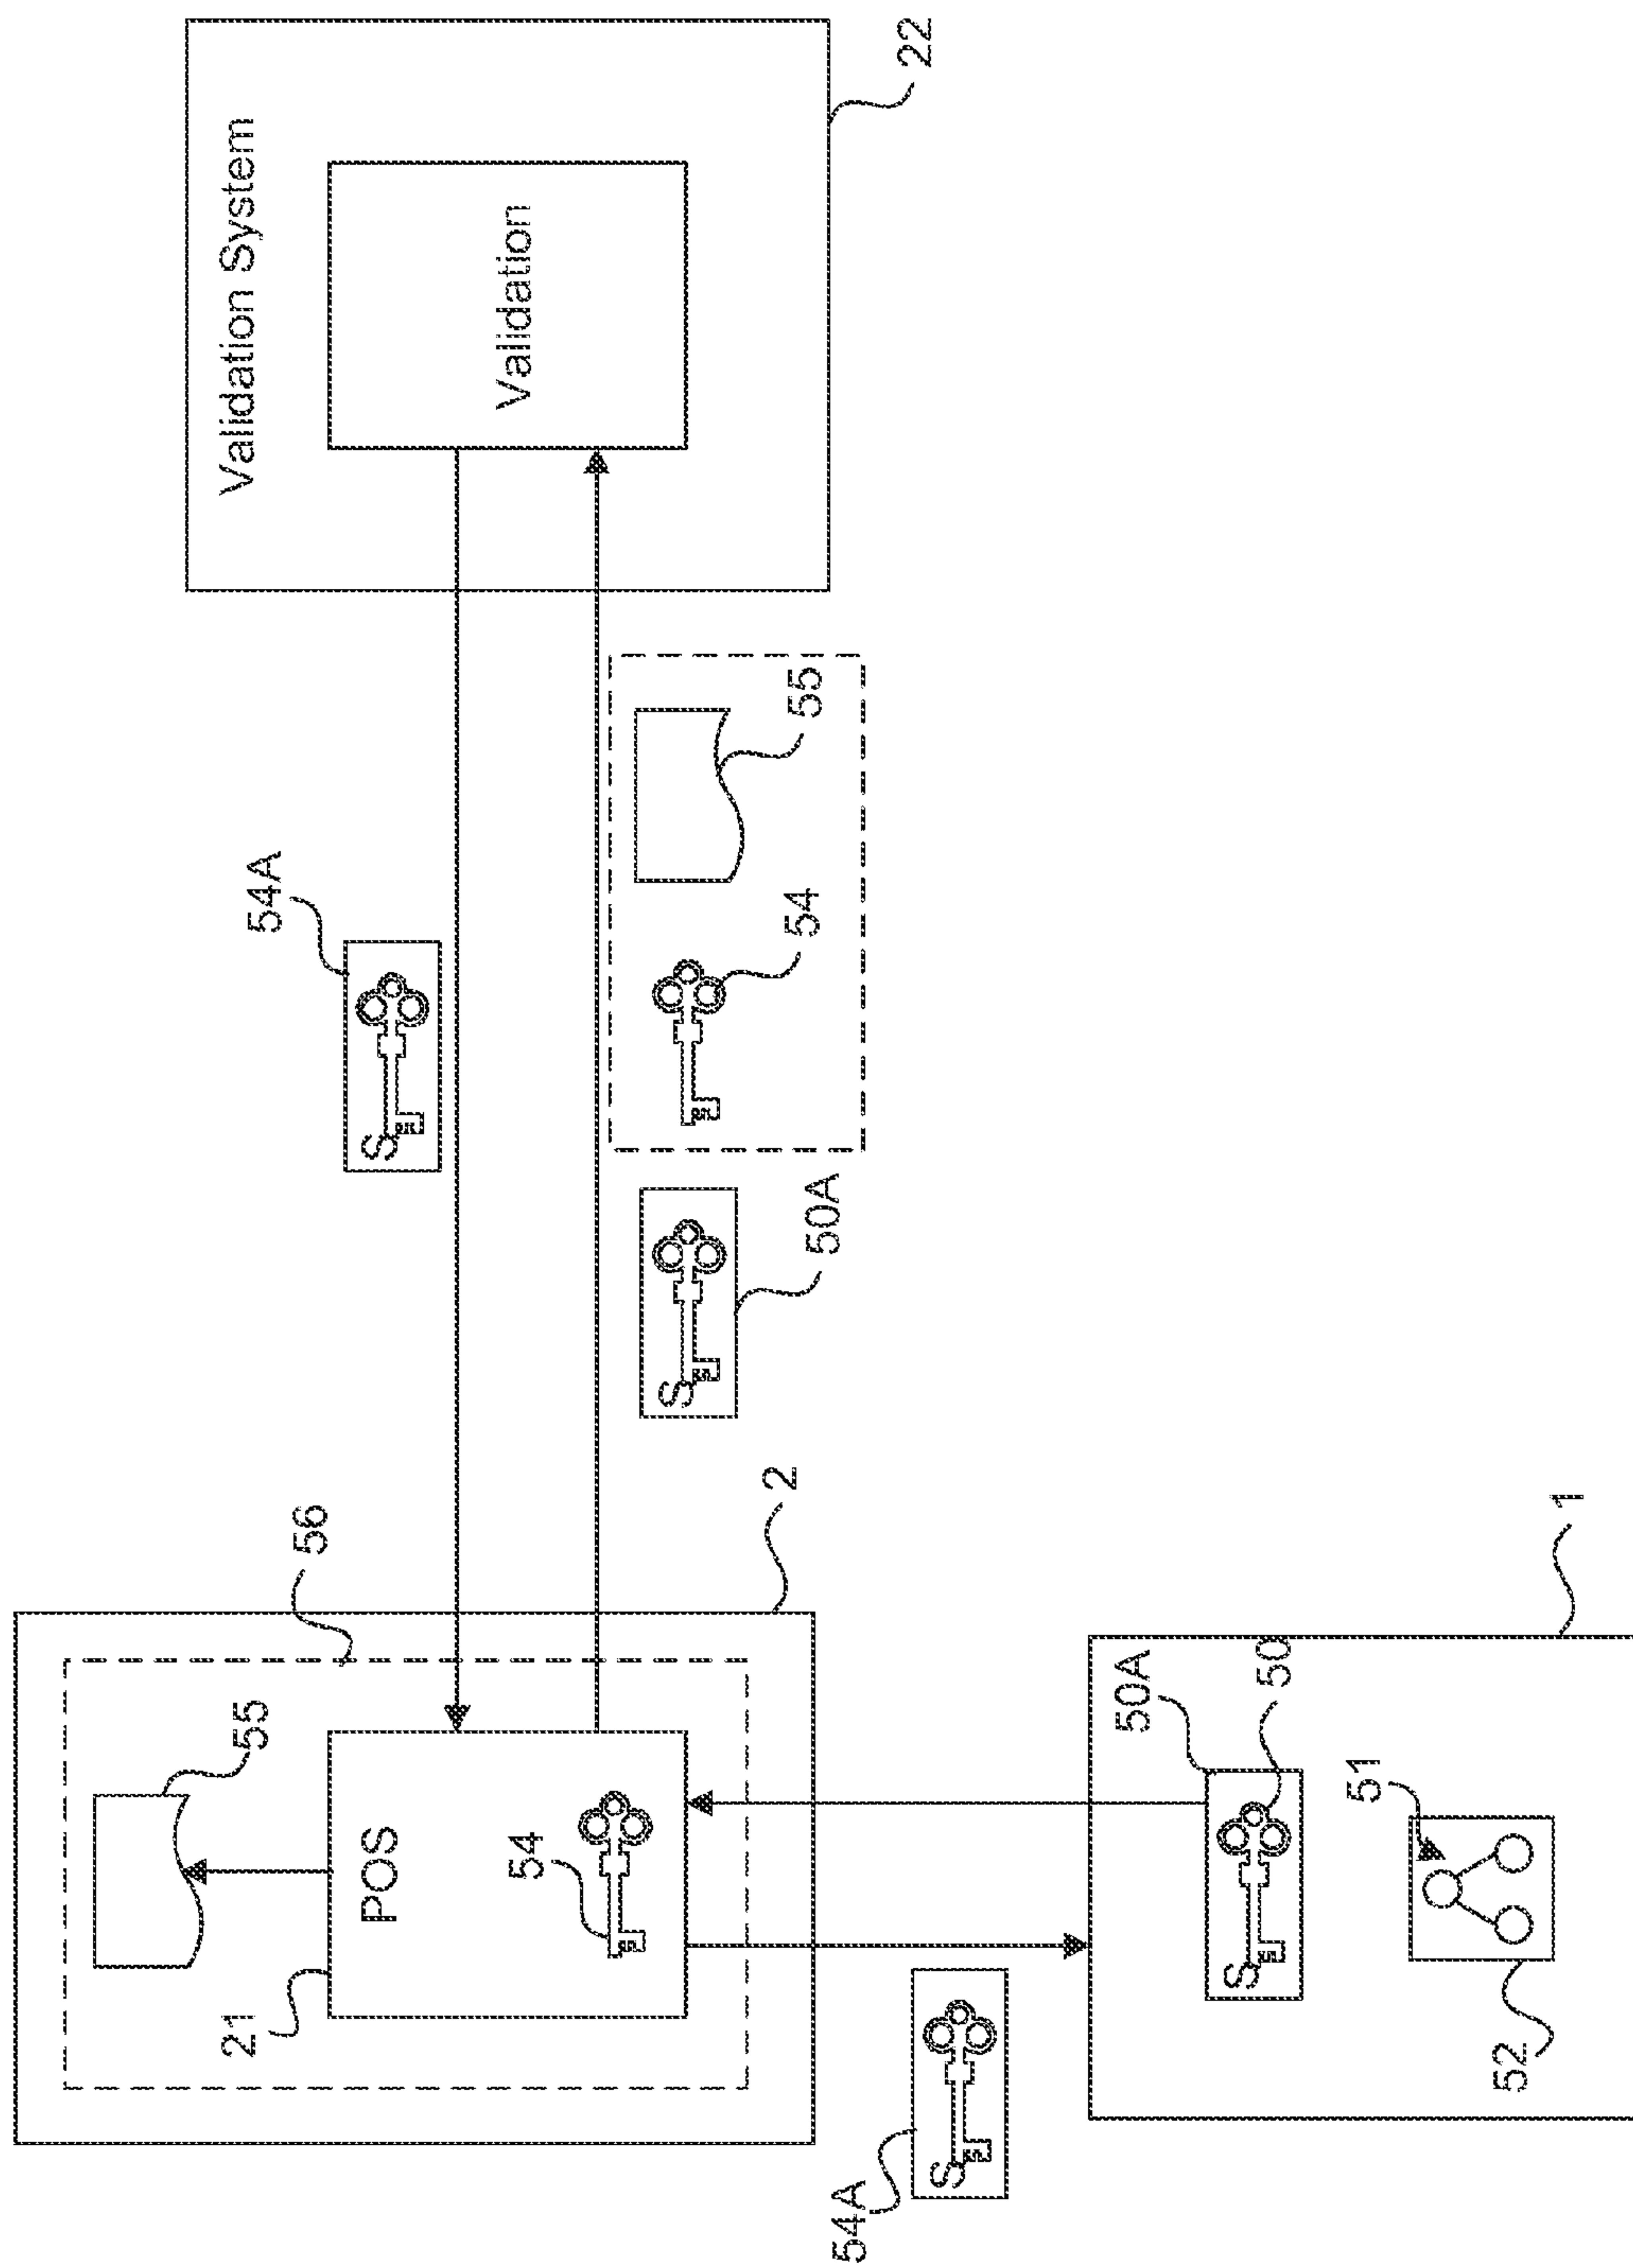 Validation System
21
55
54A
56
POS
S
Validation
54
S
2
50A
54
55
54A
22
S
50A
S
50
51
52
1